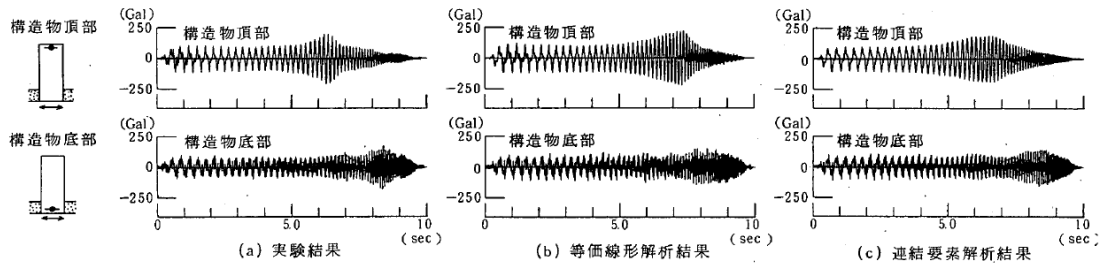 構造物頂部
構造物底部
(Gal)
250
0
-250
構造物頂部
(Gal)
250
0
-250
構造物底部
0
5.0
10
(sec)
(a) 実験結果
(Gal)
250
0
-250
構造物頂部
(Gal)
250
0
-250
構造物底部
0
5.0
10
(sec)
(b) 等価線形解析結果
(Gal)
250
0
-250
構造物頂部
(Gal)
250
0
-250
構造物底部
0
5.0
10
(sec)
(c) 連結要素解析結果